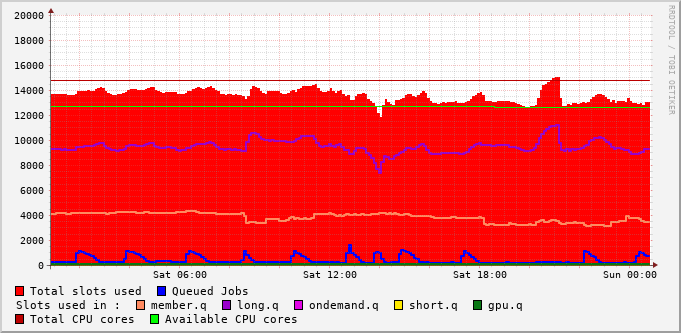 20000
18000
16000
14000
12000
10000
8000
6000
4000
2000
0
Sat 06:00 Sat 12:00 Sat 18:00 Sun 00:00
RRDTOOL / TOBI OETIKER
Total slots used Queued Jobs
Slots used in : member.q long.q ondemand.q short.q gpu.q
Total CPU cores Available CPU cores